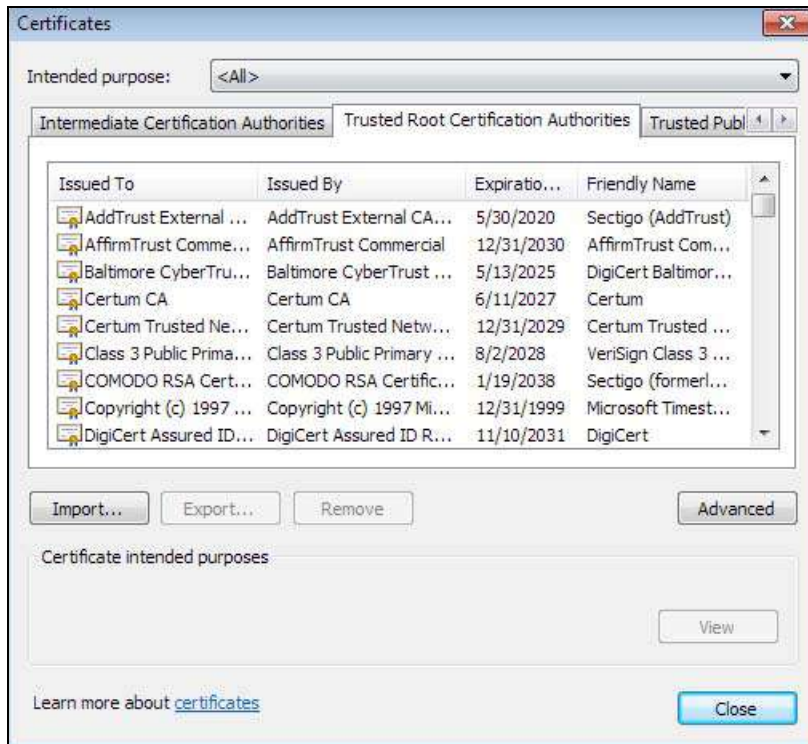 Certificates
Intended purpose: <All>
Intermediate Certification Authorities Trusted Root Certification Authorities Trusted Publ
Issued To Issued By Expiratio... Friendly Name
AddTrust External ... AddTrust External CA... 5/30/2020 Sectigo (AddTrust)
AffirmTrust Comme... AffirmTrust Commercial 12/31/2030 AffirmTrust Com...
Baltimore CyberTru... Baltimore CyberTrust ... 5/13/2025 DigiCert Baltimor...
Certum CA Certum CA 6/11/2027 Certum
Certum Trusted Ne... Certum Trusted Netw... 12/31/2029 Certum Trusted ...
Class 3 Public Prima... Class 3 Public Primary ... 8/2/2028 VeriSign Class 3 ...
COMODO RSA Cert... COMODO RSA Certific... 1/19/2038 Sectigo (formerl...
Copyright (c) 1997 ... Copyright (c) 1997 Mi... 12/31/1999 Microsoft Timest...
DigiCert Assured ID... DigiCert Assured ID R... 11/10/2031 DigiCert
Import... Export... Remove Advanced
Certificate intended purposes
View
Learn more about certificates
Close